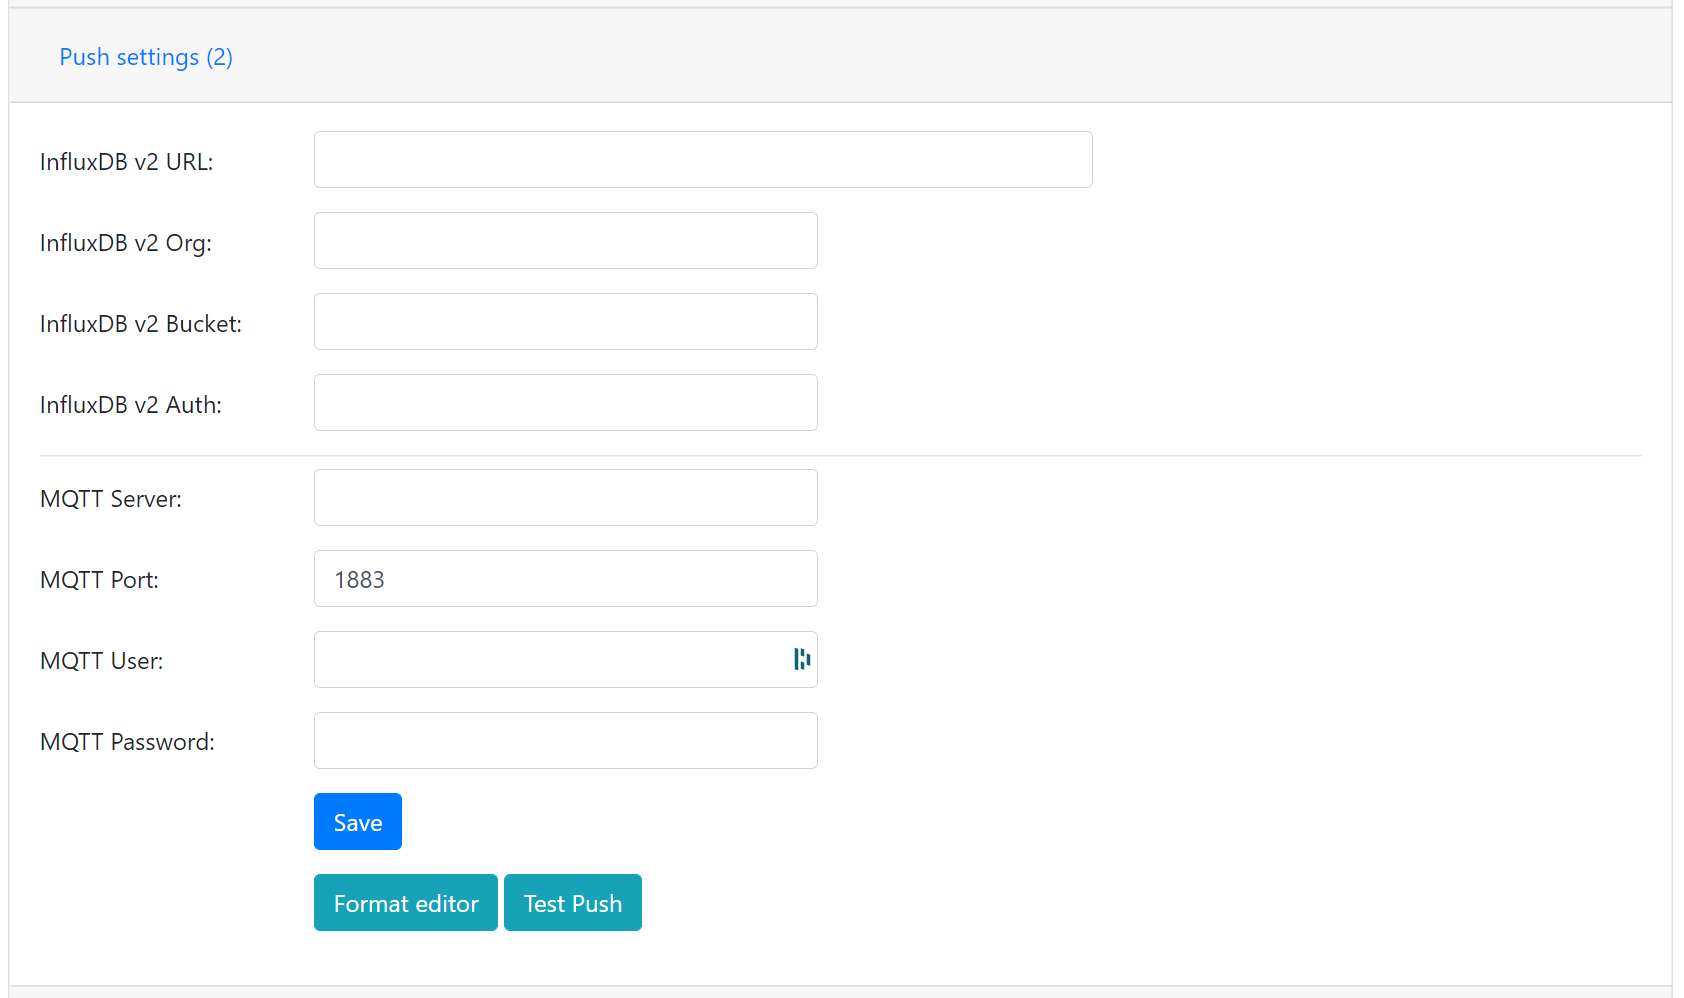 Push settings (2)
InfluxDB v2 URL:
InfluxDB v2 Org:
InfluxDB v2 Bucket:
InfluxDB v2 Auth:
MQTT Server:
MQTT Port: 1883
MQTT User:
MQTT Password:
Save
Format editor Test Push